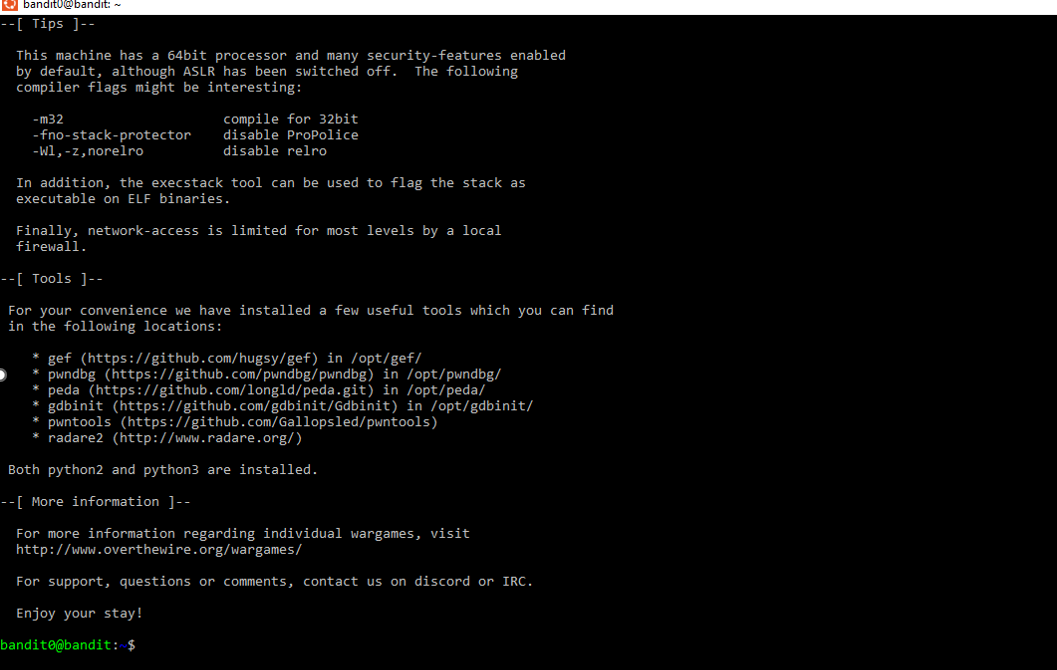 bandit0@bandit: ~
--[ Tips ]--
This machine has a 64bit processor and many security-features enabled
by default, although ASLR has been switched off.  The following
compiler flags might be interesting:
-m32                    compile for 32bit
-fno-stack-protector    disable ProPolice
-Wl,-z,norelro          disable relro
In addition, the execstack tool can be used to flag the stack as
executable on ELF binaries.
Finally, network-access is limited for most levels by a local
firewall.
--[ Tools ]--
For your convenience we have installed a few useful tools which you can find
in the following locations:
* gef (https://github.com/hugsy/gef) in /opt/gef/
* pwndbg (https://github.com/pwndbg/pwndbg) in /opt/pwndbg/
* peda (https://github.com/longld/peda.git) in /opt/peda/
* gdbinit (https://github.com/gdbinit/Gdbinit) in /opt/gdbinit/
* pwntools (https://github.com/Gallopsled/pwntools)
* radare2 (http://www.radare.org/)
Both python2 and python3 are installed.
--[ More information ]--
For more information regarding individual wargames, visit
http://www.overthewire.org/wargames/
For support, questions or comments, contact us on discord or IRC.
Enjoy your stay!
bandit0@bandit:~$